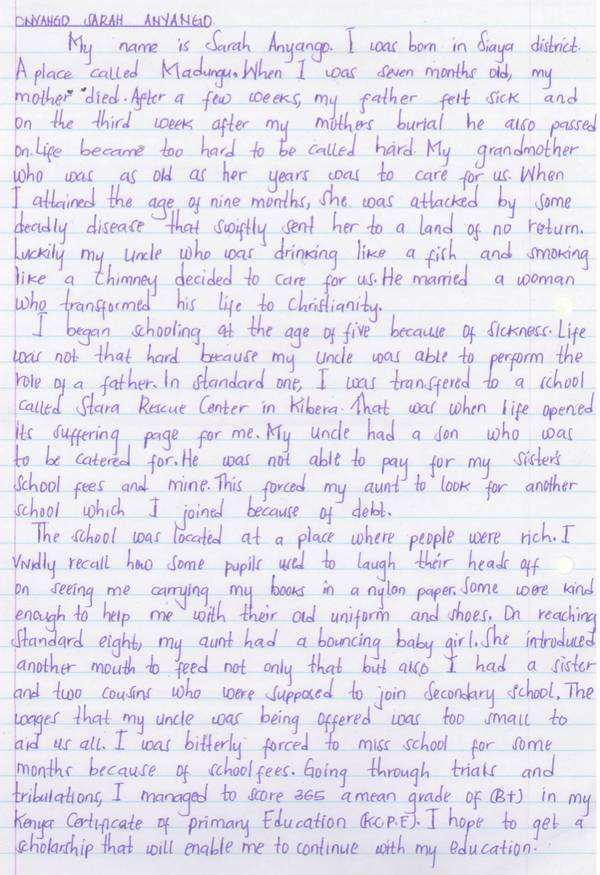 ONYANGO SARAH ANYANGO.
My name is Sarah Anyango. I was born in Siaya district.
A place called Madungu. When I was seven months old, my
mother died. After a few weeks, my father felt sick and
on the third week after my mothers burial he also passed
on. Life became too hard to be called hard. My grandmother
who was as old as her years was to care for us. When
I attained the age of nine months, she was attacked by some
deadly disease that swiftly sent her to a land of no return.
Luckily my uncle who was drinking like a fish and smoking
like a chimney decided to care for us. He married a woman
who transformed his life to Christianity.
I began schooling at the age of five because of sickness. Life
was not that hard because my uncle was able to perform the
role of a father. In standard one, I was transfered to a school
called Stara Rescue Center in Kibera. That was when life opened
its suffering page for me. My uncle had a son who was
to be catered for. He was not able to pay for my sister's
school fees and mine. This forced my aunt to look for another
school which I joined because of debt.
The school was located at a place where people were rich. I
vividly recall how some pupils used to laugh their heads off
on seeing me carrying my books in a nylon paper. Some were kind
enough to help me with their old uniform and shoes. On reaching
standard eight, my aunt had a bouncing baby girl. She introduced
another mouth to feed not only that but also I had a sister
and two cousins who were supposed to join secondary school. The
wages that my uncle was being offered was too small to
aid us all. I was bitterly forced to miss school for some
months because of schoolfees. Going through trials and
tribulations, I managed to score 365 a mean grade of (B+) in my
Kenya Certificate of primary Education (K.C.P.E). I hope to get a
scholarship that will enable me to continue with my education.